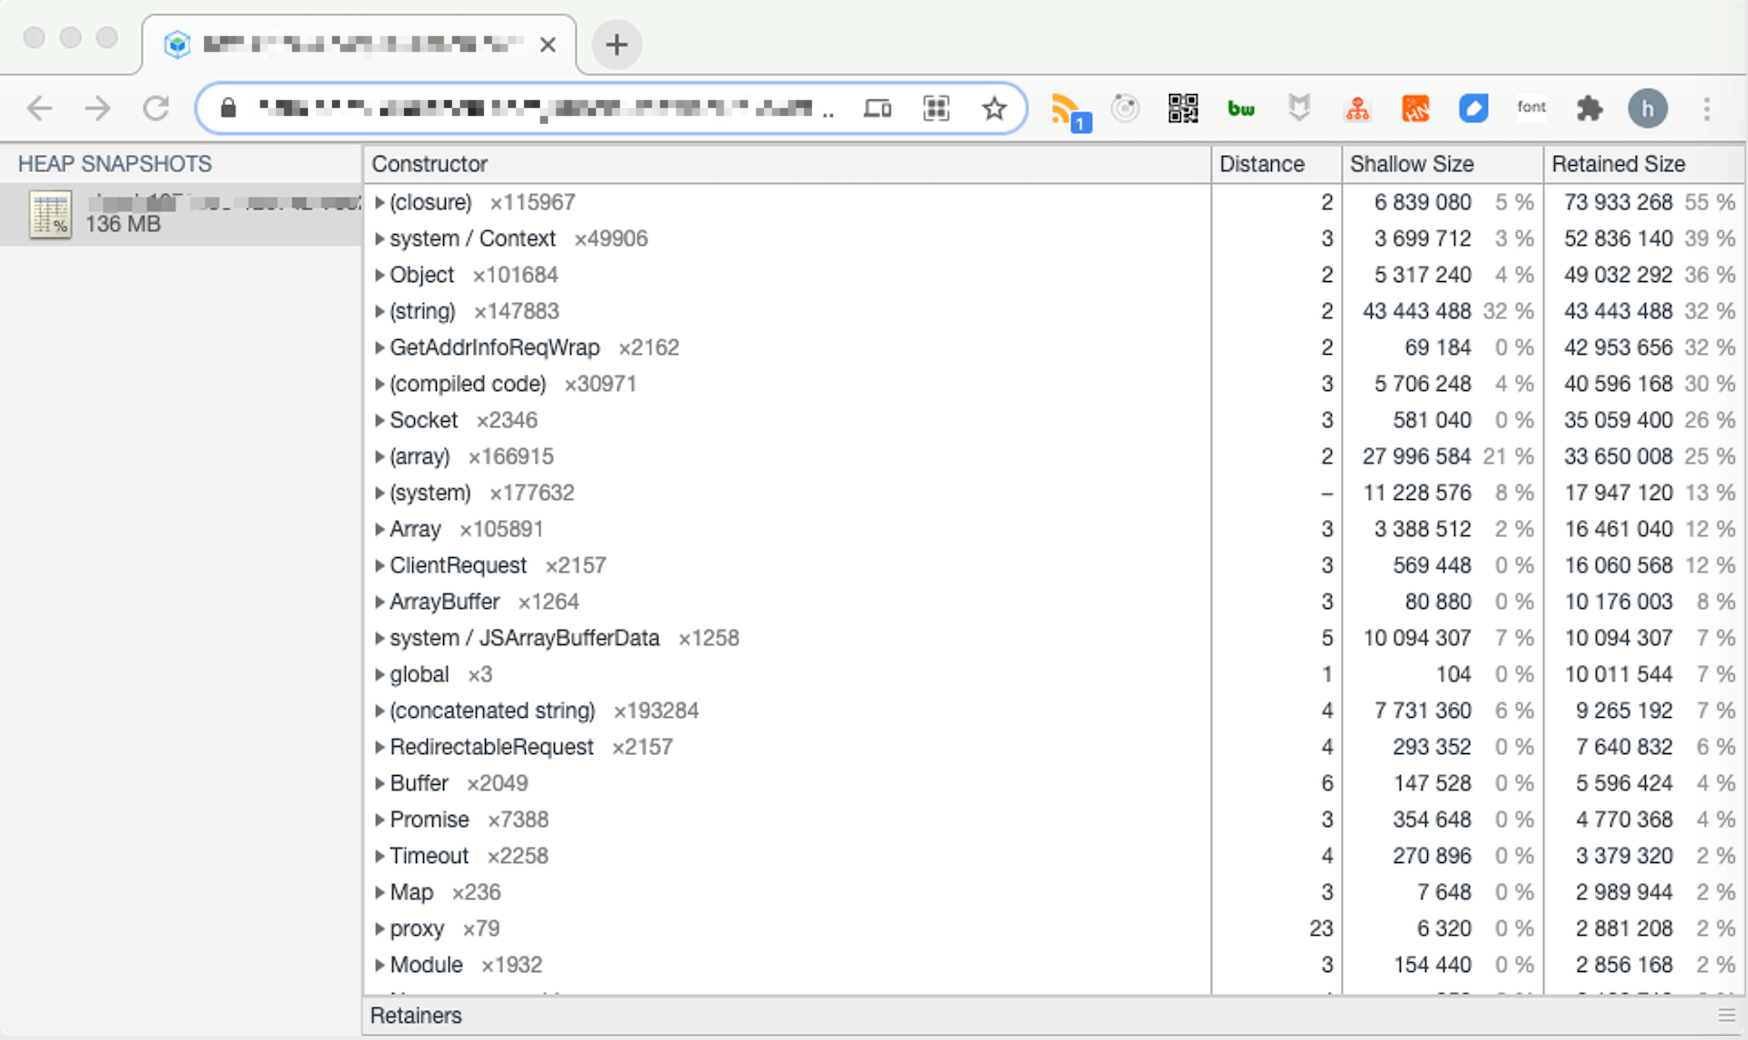 1 bw HN font h
HEAP SNAPSHOTS
136 MB
Constructor Distance Shallow Size Retained Size
(closure) ×115967 2 6 839 080 5 % 73 933 268 55 %
system / Context ×49906 3 3 699 712 3 % 52 836 140 39 %
Object ×101684 2 5 317 240 4 % 49 032 292 36 %
(string) ×147883 2 43 443 488 32 % 43 443 488 32 %
GetAddrInfoReqWrap ×2162 2 69 184 0 % 42 953 656 32 %
(compiled code) ×30971 3 5 706 248 4 % 40 596 168 30 %
Socket ×2346 3 581 040 0 % 35 059 400 26 %
(array) ×166915 2 27 996 584 21 % 33 650 008 25 %
(system) ×177632 – 11 228 576 8 % 17 947 120 13 %
Array ×105891 3 3 388 512 2 % 16 461 040 12 %
ClientRequest ×2157 3 569 448 0 % 16 060 568 12 %
ArrayBuffer ×1264 3 80 880 0 % 10 176 003 8 %
system / JSArrayBufferData ×1258 5 10 094 307 7 % 10 094 307 7 %
global ×3 1 104 0 % 10 011 544 7 %
(concatenated string) ×193284 4 7 731 360 6 % 9 265 192 7 %
RedirectableRequest ×2157 4 293 352 0 % 7 640 832 6 %
Buffer ×2049 6 147 528 0 % 5 596 424 4 %
Promise ×7388 3 354 648 0 % 4 770 368 4 %
Timeout ×2258 4 270 896 0 % 3 379 320 2 %
Map ×236 3 7 648 0 % 2 989 944 2 %
proxy ×79 23 6 320 0 % 2 881 208 2 %
Module ×1932 3 154 440 0 % 2 856 168 2 %
Retainers